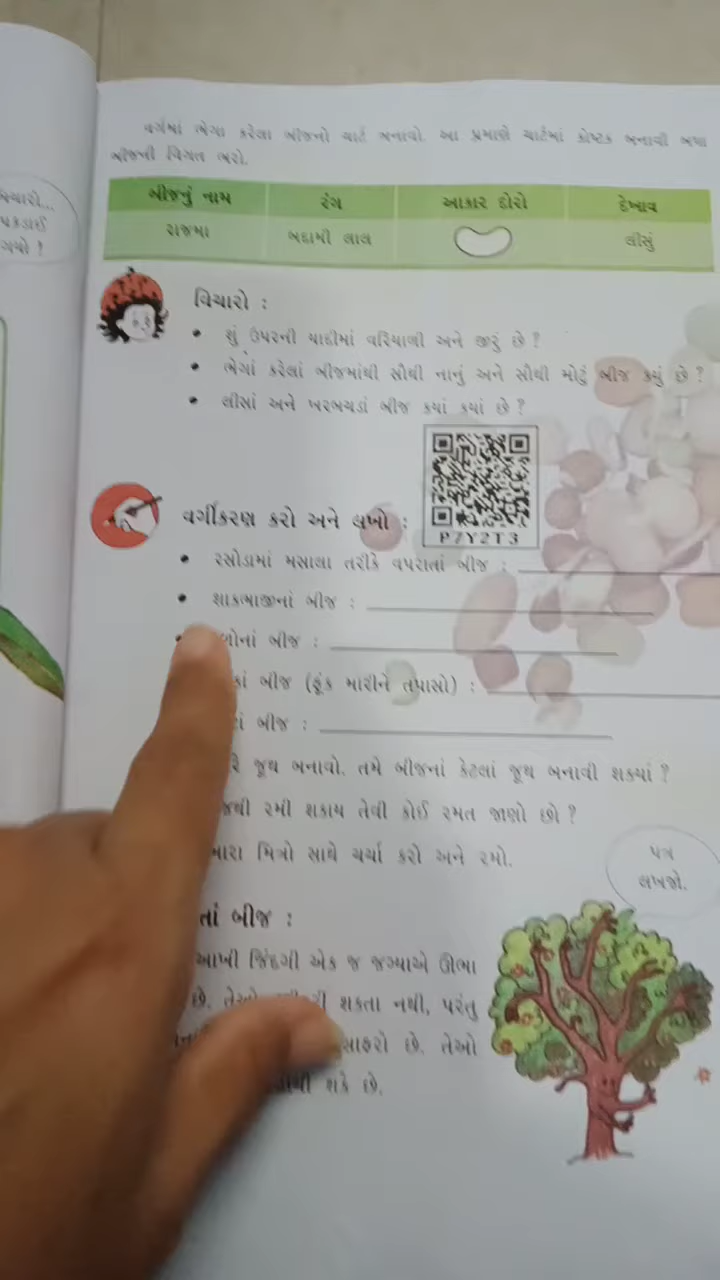 વર્ગમાં ભેગા કરેલા બીજનો ચાર્ટ બનાવો. આ પ્રમાણે ચાર્ટમાં કોષ્ટક બનાવી બધા
બીજની વિગત ભરો.
બીજનું નામ રંગ આકાર દોરો દેખાવ
રાજમા બદામી લાલ લીસું
પકડાઈ
ગયો !
વિચારો :
• શું ઉપરની યાદીમાં વરિયાળી અને જીરું છે ?
• ભેગાં કરેલાં બીજમાંથી સૌથી નાનું અને સૌથી મોટું બીજ કયું છે ?
• લીસાં અને ખરબચડાં બીજ કયાં કયાં છે ?
P7Y2T3
વર્ગીકરણ કરો અને લખો :
• રસોડામાં મસાલા તરીકે વપરાતાં બીજ :
• શાકભાજીનાં બીજ :
બીજ :
બીજ (ફૂંક મારીને તપાસો) :
બીજ :
જૂથ બનાવો. તમે બીજનાં કેટલાં જૂથ બનાવી શક્યાં ?
રમી શકાય તેવી કોઈ રમત જાણો છો ?
મિત્રો સાથે ચર્ચા કરો અને રમો.
પત્ર
લખજો.
બીજ :
આખી જિંદગી એક જ જગ્યાએ ઊભા
છે. શકતા નથી, પરંતુ
છે. તેઓ
શકે છે.